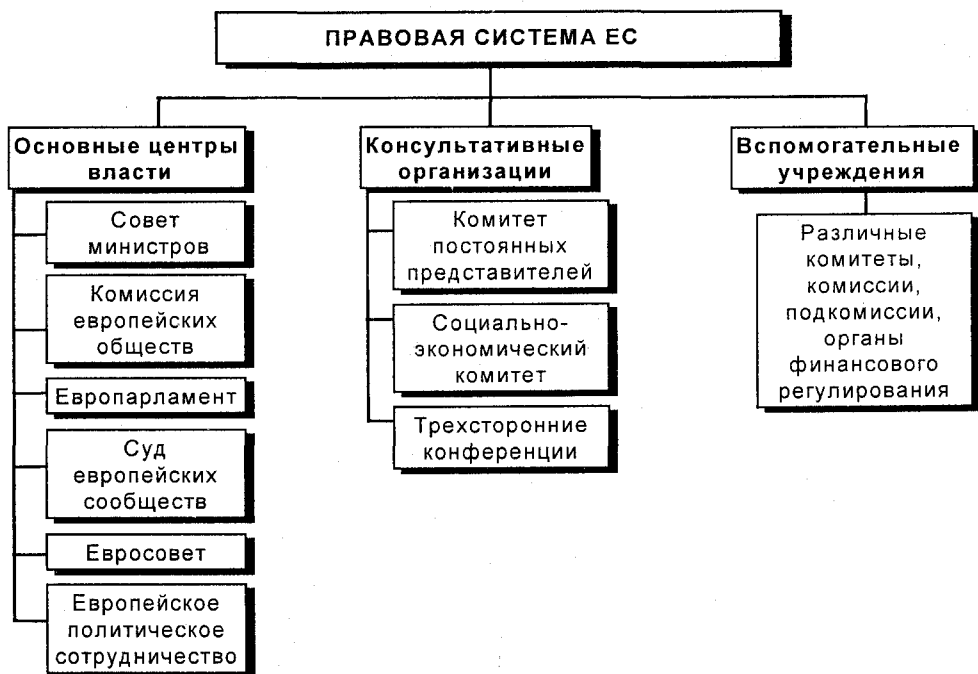 ПРАВОВАЯ СИСТЕМА ЕС
Основные центры
власти
Совет
министров
Комиссия
европейских
обществ
Европарламент
Суд
европейских
сообществ
Евросовет
Европейское
политическое
сотрудничество
Консультативные
организации
Комитет
постоянных
представителей
Социально-
экономический
комитет
Трехсторонние
конференции
Вспомогательные
учреждения
Различные
комитеты,
комиссии,
подкомиссии,
органы
финансового
регулирования